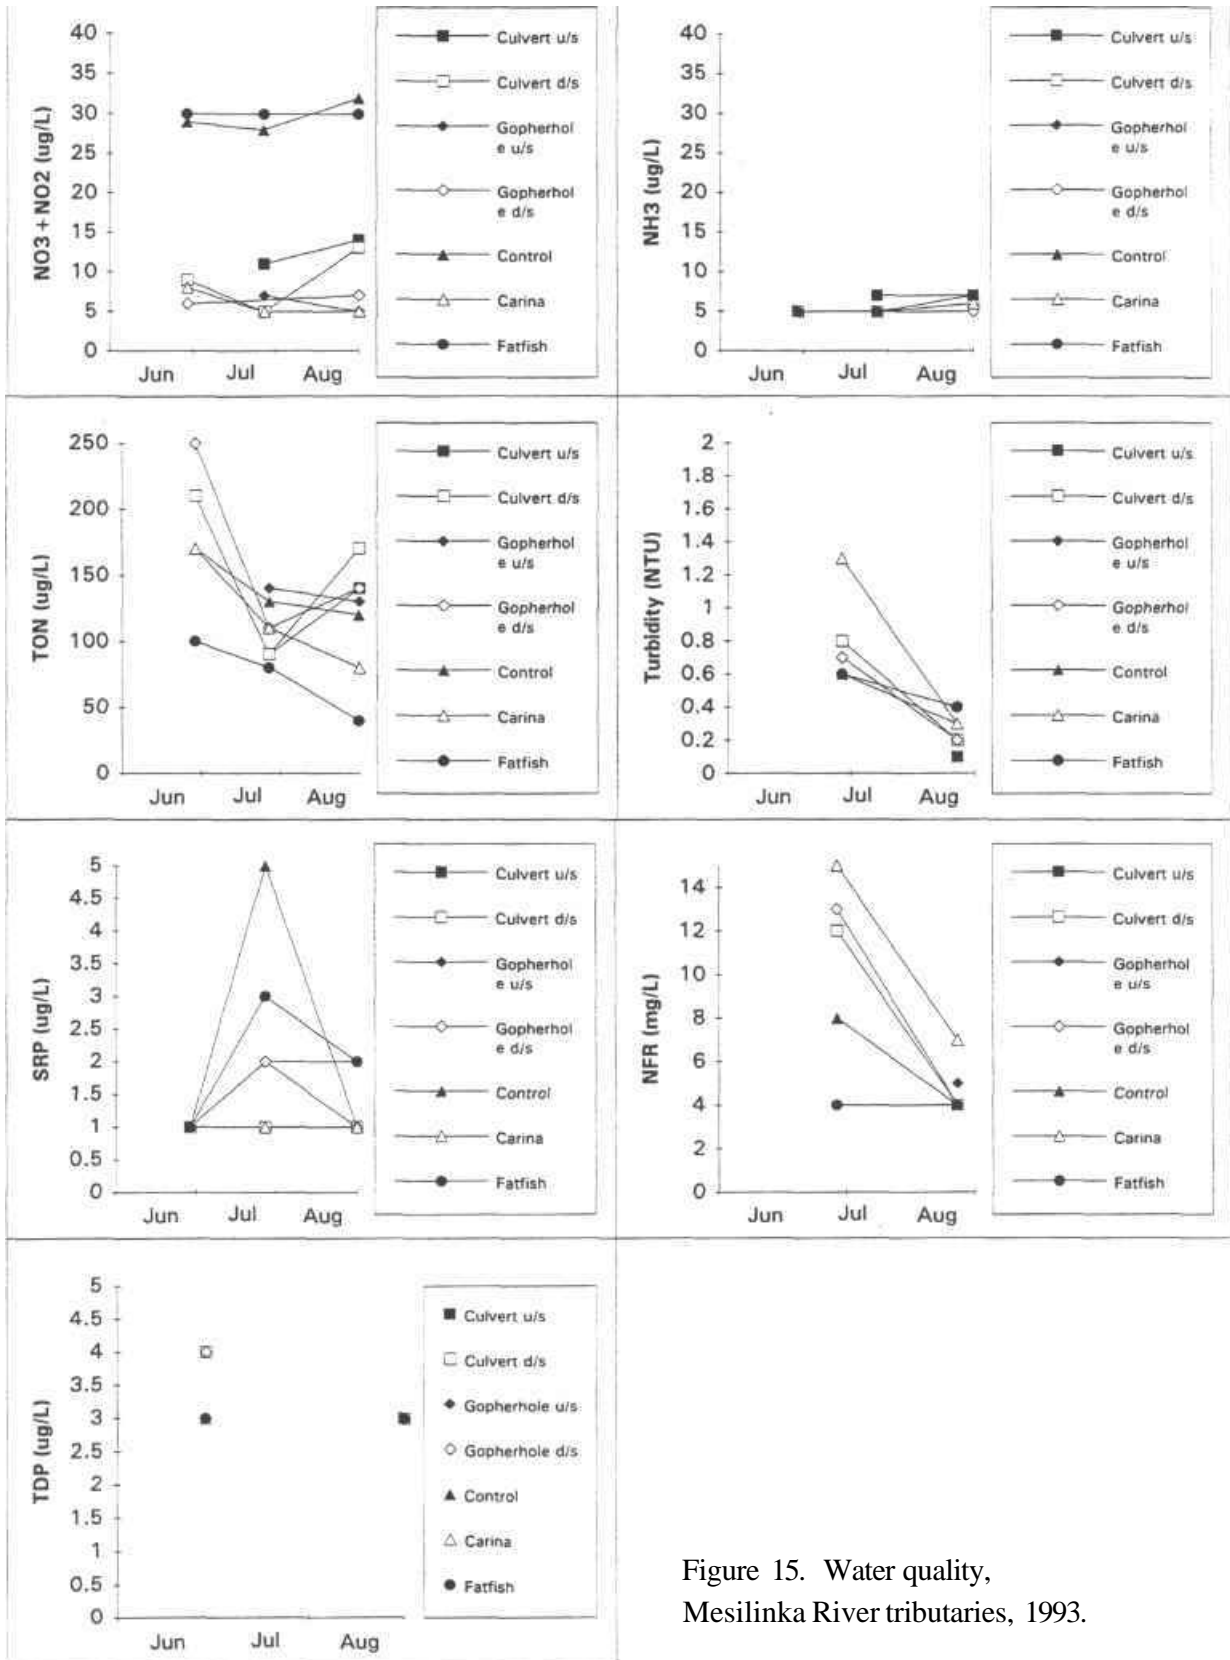 NO3+NO2 (ug/L)
40
35
30
25
20
15
10
5
0
Jun Jul Aug
Culvert u/s
Culvert d/s
Gopherhol
e u/s
Gopherhol
e d/s
Control
Carina
Fatfish
NH3 (ug/L)
40
35
30
25
20
15
10
5
0
Jun Jul Aug
Culvert u/s
Culvert d/s
Gopherhol
e u/s
Gopherhol
e d/s
Control
Carina
Fatfish
TON (ug/L)
250
200
150
100
50
0
Jun Jul Aug
Culvert u/s
Culvert d/s
Gopherhol
e u/s
Gopherhol
e d/s
Control
Carina
Fatfish
Turbidity (NTU)
2
1.8
1.6
1.4
1.2
1
0.8
0.6
0.4
0.2
0
Jun Jul Aug
Culvert u/s
Culvert d/s
Gopherhol
e u/s
Gopherhol
e d/s
Control
Carina
Fatfish
SRP (ug/L)
5
4.5
4
3.5
3
2.5
2
1.5
1
0.5
0
Jun Jul Aug
Culvert u/s
Culvert d/s
Gopherhol
e u/s
Gopherhol
e d/s
Control
Carina
Fatfish
NFR (mg/L)
14
12
10
8
6
4
2
0
Jun Jul Aug
Culvert u/s
Culvert d/s
Gopherhol
e u/s
Gopherhol
e d/s
Control
Carina
Fatfish
TDP (ug/L)
5
4.5
4
3.5
3
2.5
2
1.5
1
0.5
0
Jun Jul Aug
Culvert u/s
Culvert d/s
Gopherhole u/s
Gopherhole d/s
Control
Carina
Fatfish
Figure 15. Water quality,
Mesilinka River tributaries, 1993.